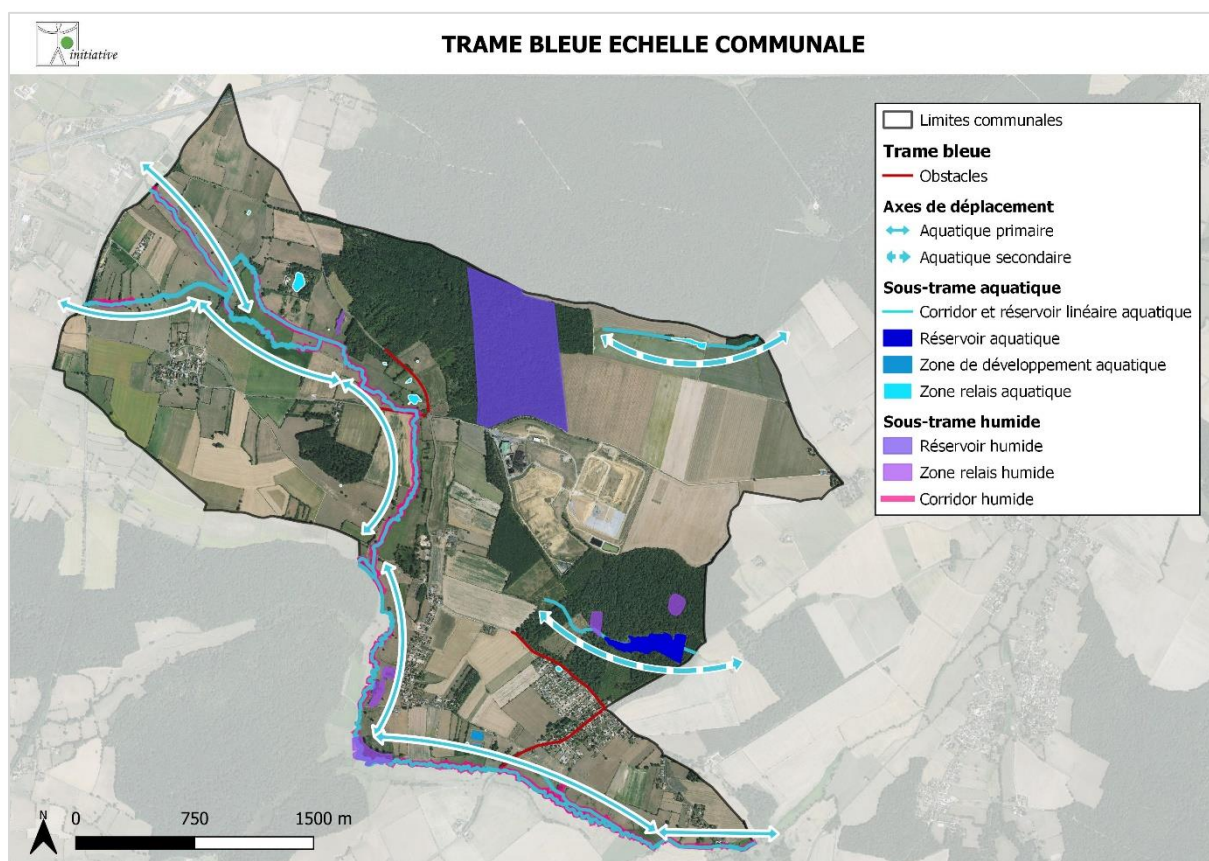 initiative
TRAME BLEUE ECHELLE COMMUNALE
Limites communales
Trame bleue
Obstacles
Axes de déplacement
Aquatique primaire
Aquatique secondaire
Sous-trame aquatique
Corridor et réservoir linéaire aquatique
Réservoir aquatique
Zone de développement aquatique
Zone relais aquatique
Sous-trame humide
Réservoir humide
Zone relais humide
Corridor humide
N
0 750 1500 m